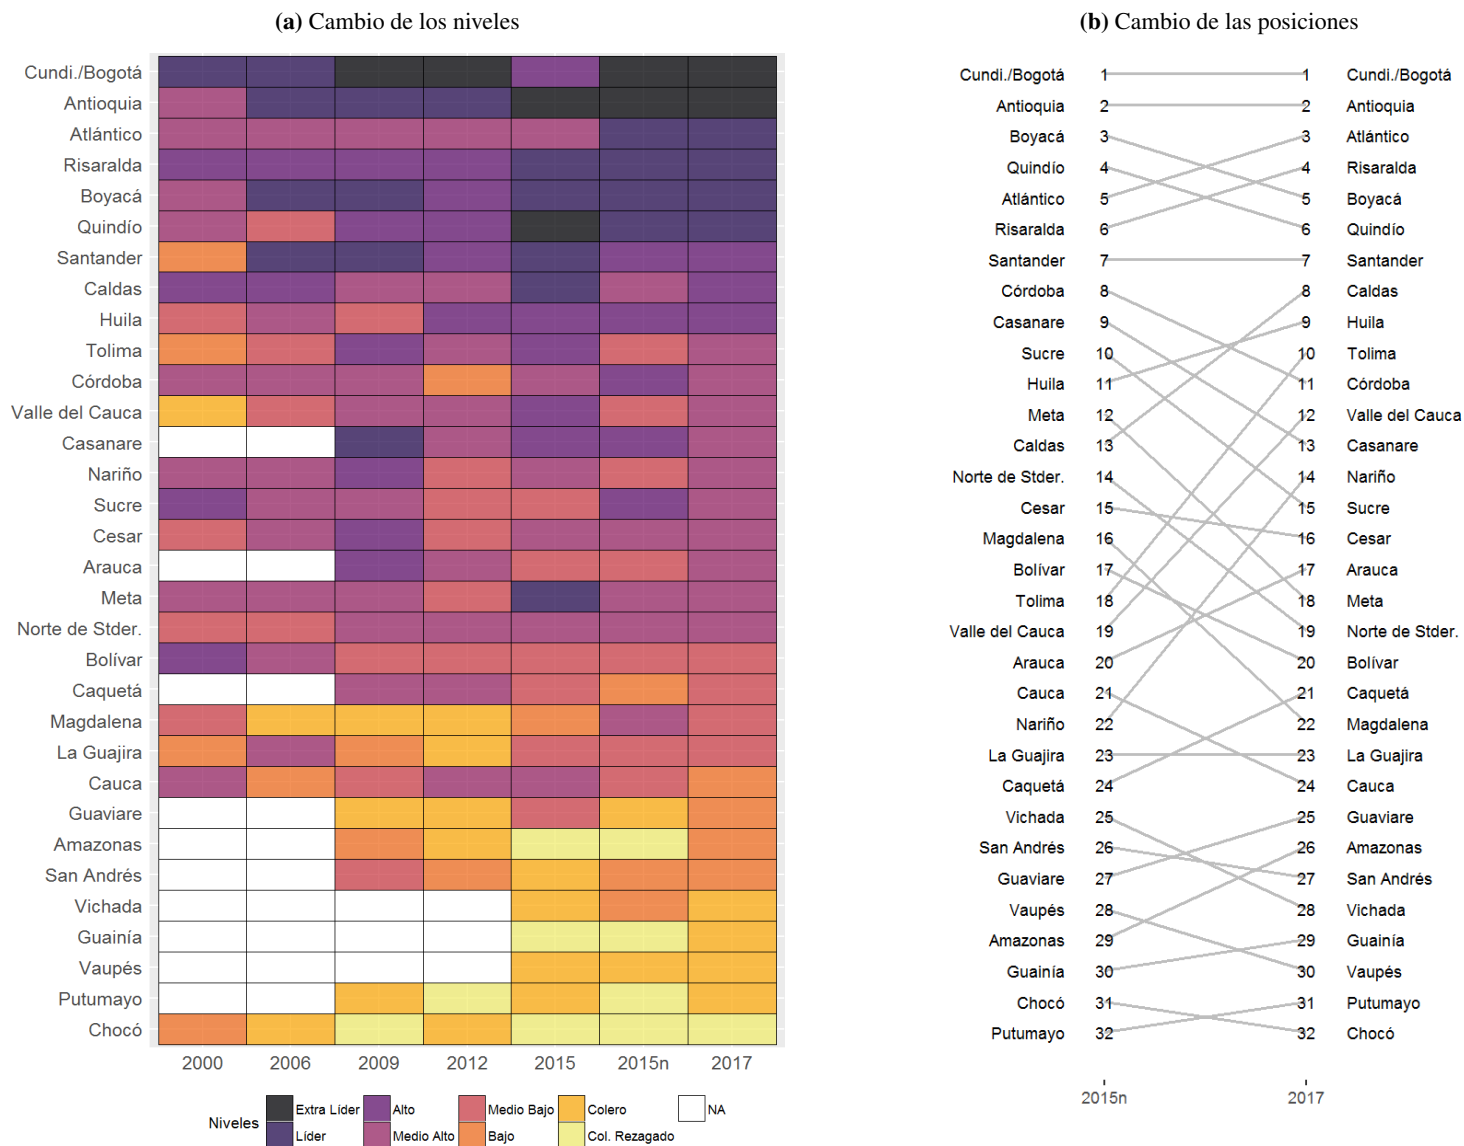 (a) Cambio de los niveles
Cundi./Bogotá
Antioquia
Atlántico
Risaralda
Boyacá
Quindío
Santander
Caldas
Huila
Tolima
Córdoba
Valle del Cauca
Casanare
Nariño
Sucre
Cesar
Arauca
Meta
Norte de Stder.
Bolívar
Caquetá
Magdalena
La Guajira
Cauca
Guaviare
Amazonas
San Andrés
Vichada
Guainía
Vaupés
Putumayo
Chocó
2000 2006 2009 2012 2015 2015n 2017
Niveles
Extra Líder Alto Medio Bajo Colero NA
Líder Medio Alto Bajo Col. Rezagado
(b) Cambio de las posiciones
Cundi./Bogotá 1 1 Cundi./Bogotá
Antioquia 2 2 Antioquia
Boyacá 3 3 Atlántico
Quindío 4 4 Risaralda
Atlántico 5 5 Boyacá
Risaralda 6 6 Quindío
Santander 7 7 Santander
Córdoba 8 8 Caldas
Casanare 9 9 Huila
Sucre 10 10 Tolima
Huila 11 11 Córdoba
Meta 12 12 Valle del Cauca
Caldas 13 13 Casanare
Norte de Stder. 14 14 Nariño
Cesar 15 15 Sucre
Magdalena 16 16 Cesar
Bolívar 17 17 Arauca
Tolima 18 18 Meta
Valle del Cauca 19 19 Norte de Stder.
Arauca 20 20 Bolívar
Cauca 21 21 Caquetá
Nariño 22 22 Magdalena
La Guajira 23 23 La Guajira
Caquetá 24 24 Cauca
Vichada 25 25 Guaviare
San Andrés 26 26 Amazonas
Guaviare 27 27 San Andrés
Vaupés 28 28 Vichada
Amazonas 29 29 Guainía
Guainía 30 30 Vaupés
Chocó 31 31 Putumayo
Putumayo 32 32 Chocó
2015n 2017